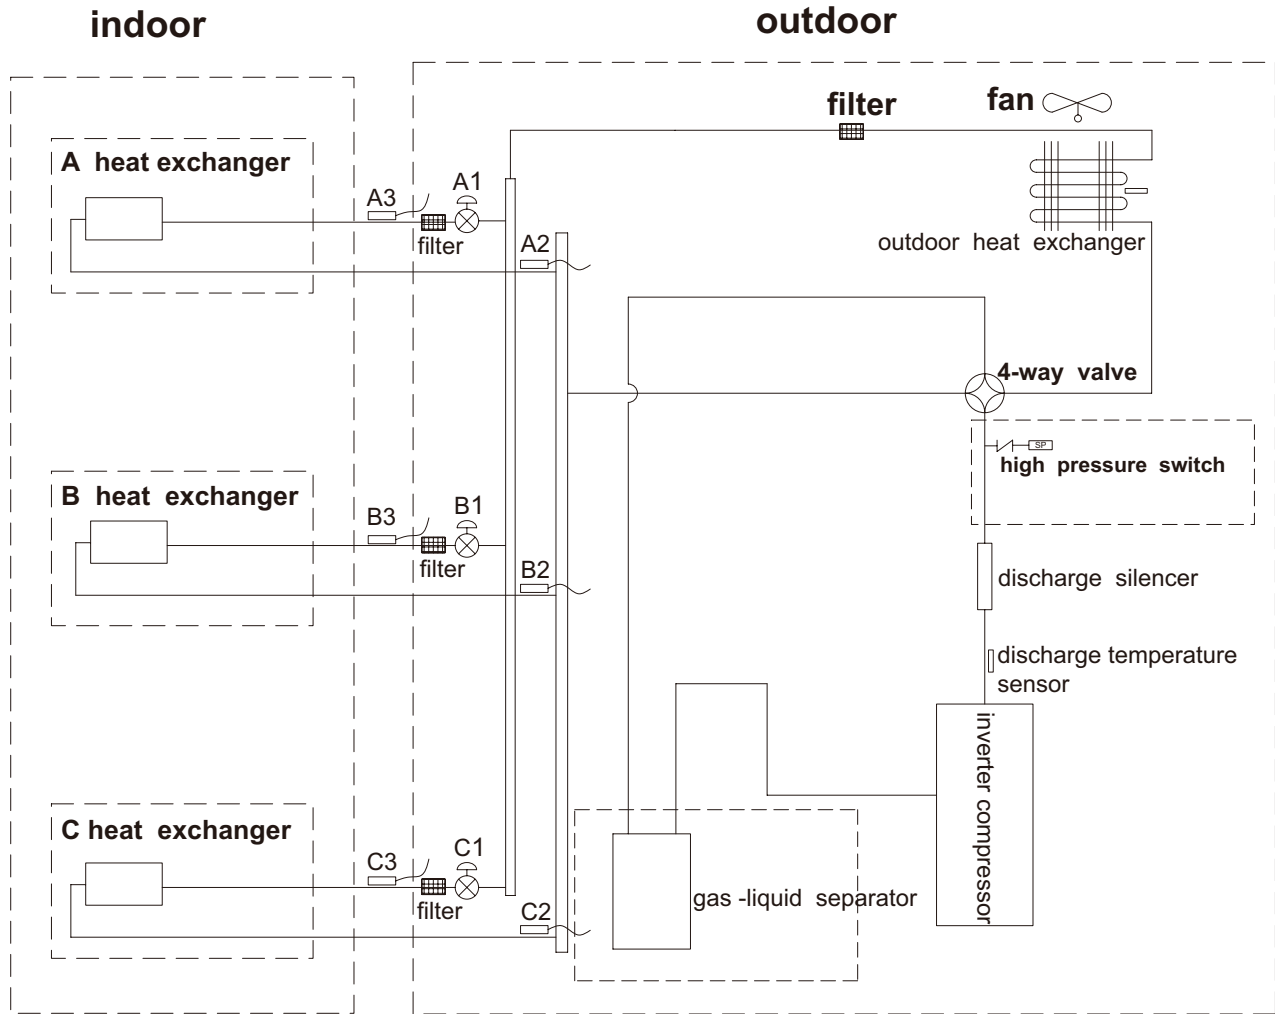 indoor
outdoor
filter
fan
A heat exchanger
A3
A1
filter
A2
outdoor heat exchanger
4-way valve
SP
high pressure switch
B heat exchanger
B3
B1
filter
B2
discharge silencer
discharge temperature
sensor
inverter compressor
C heat exchanger
C3
C1
filter
C2
gas -liquid separator